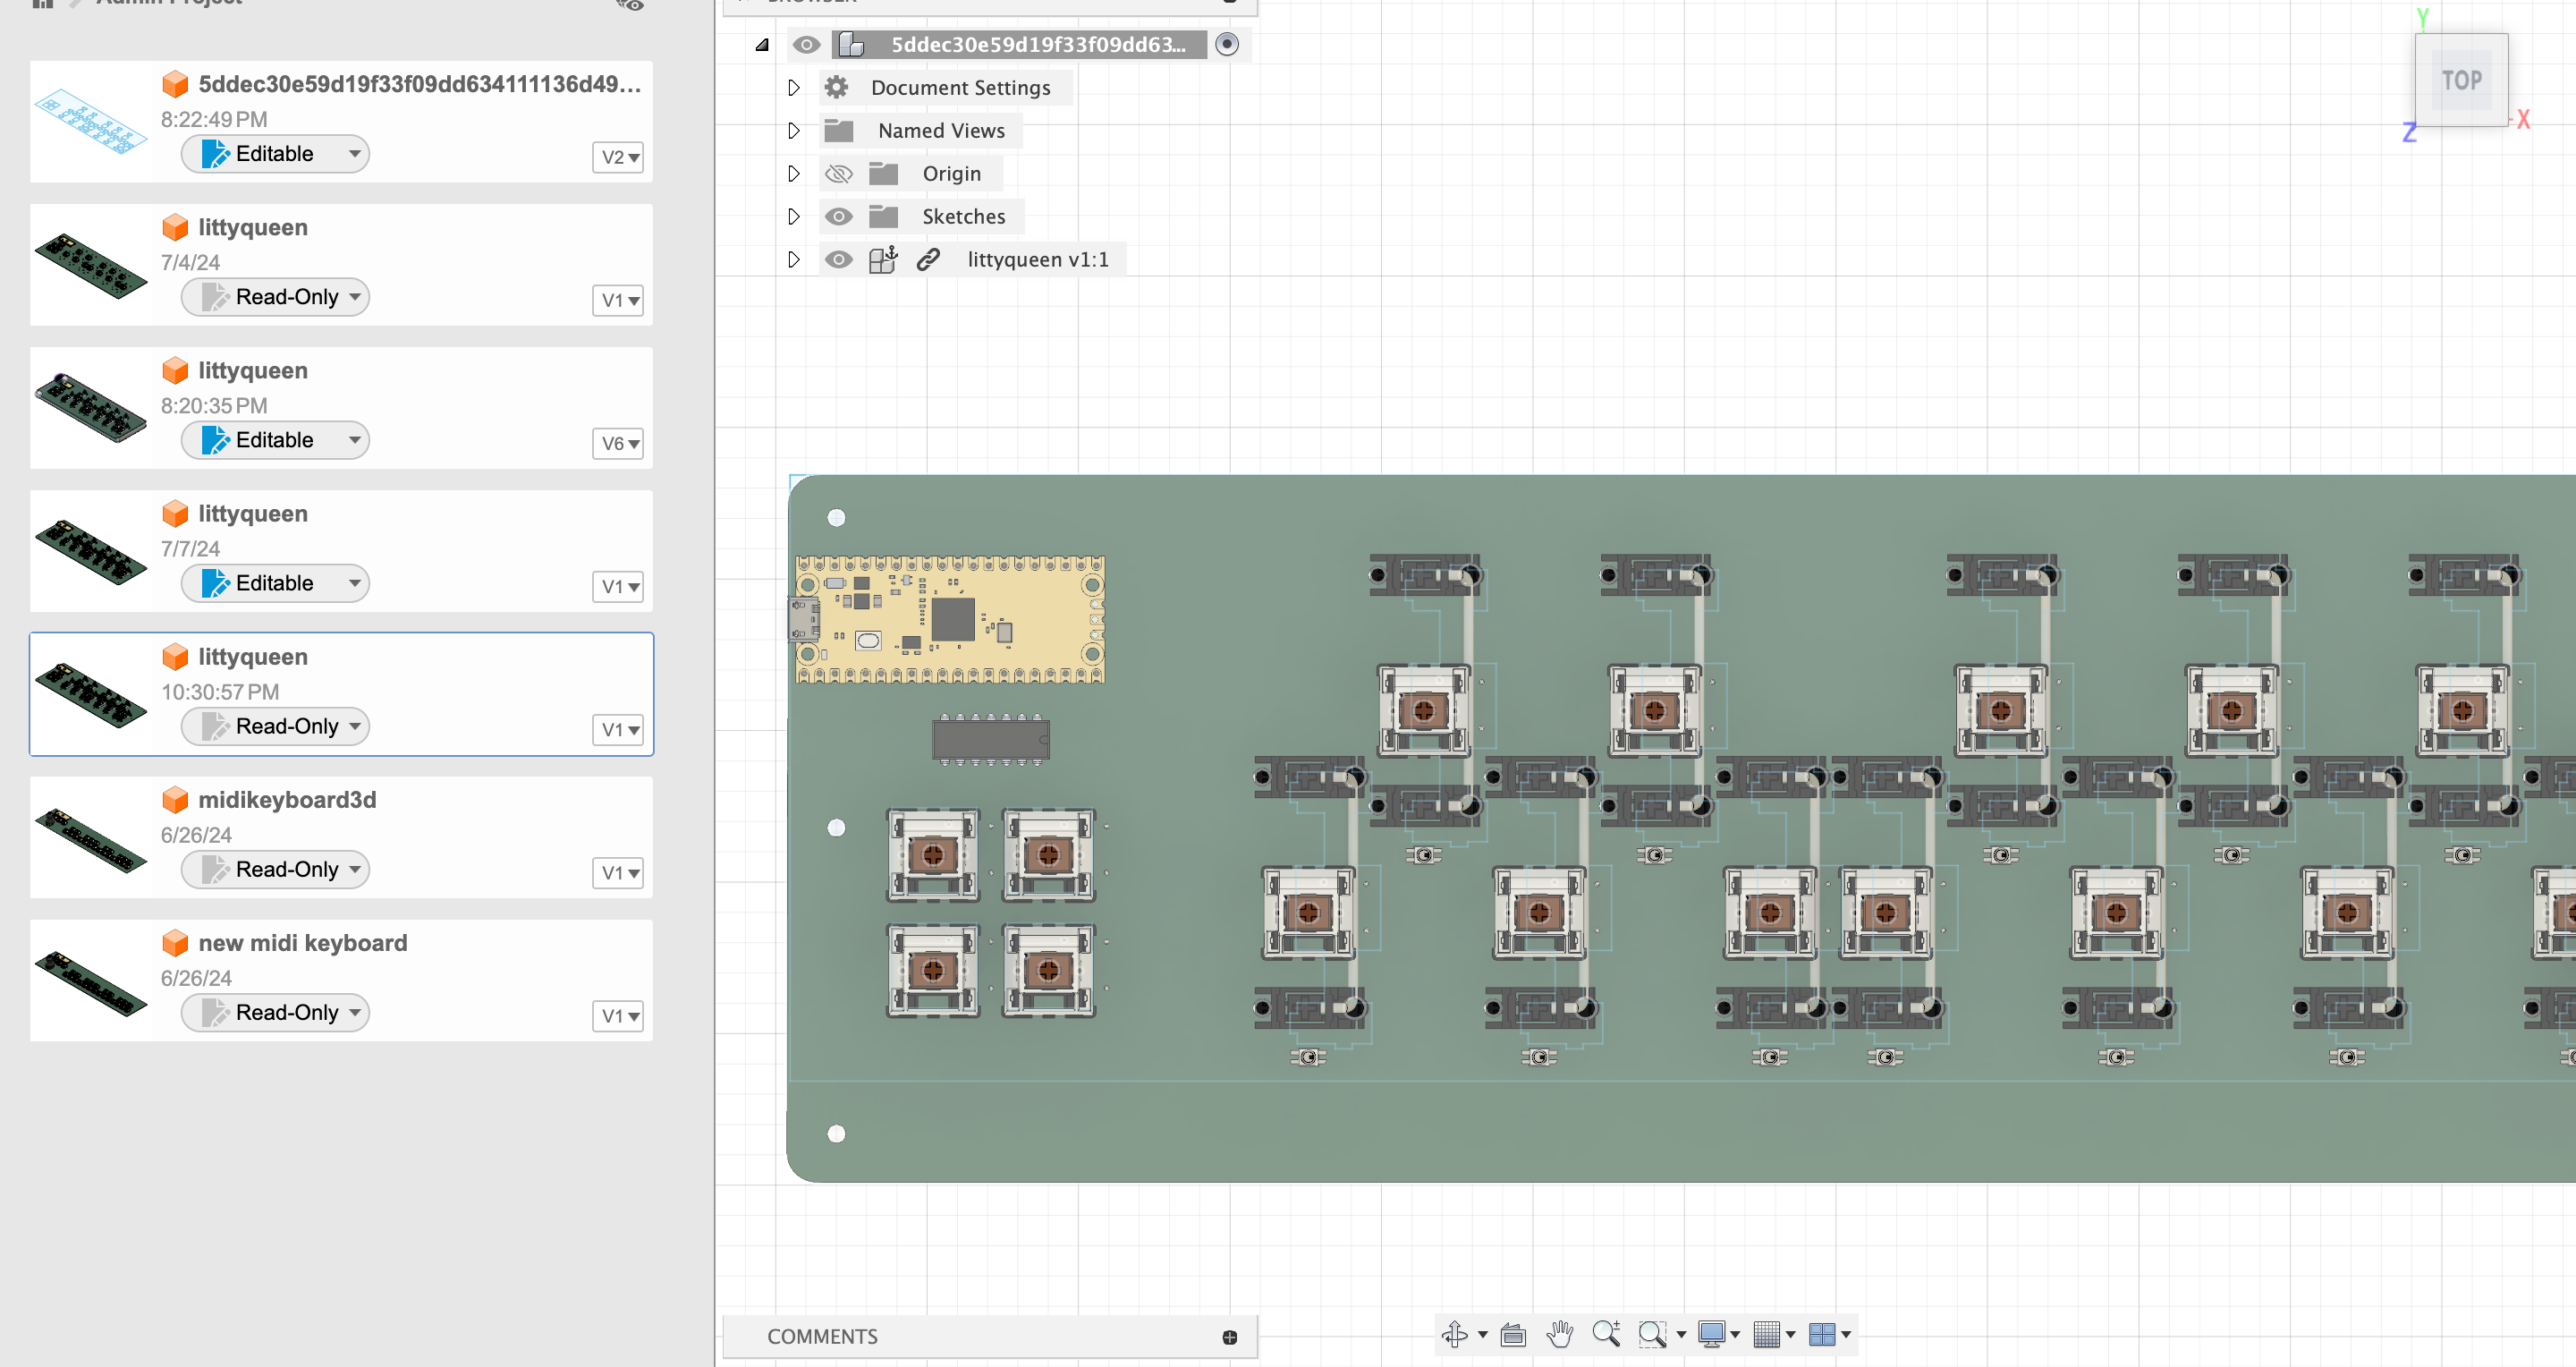 Admin Project
5ddec30e59d19f33f09dd634111136d49...
8:22:49 PM
Editable
V2
littyqueen
7/4/24
Read-Only
V1
littyqueen
8:20:35 PM
Editable
V6
littyqueen
7/7/24
Editable
V1
littyqueen
10:30:57 PM
Read-Only
V1
midikeyboard3d
6/26/24
Read-Only
V1
new midi keyboard
6/26/24
Read-Only
V1
BROWSER
5ddec30e59d19f33f09dd63...
Document Settings
Named Views
Origin
Sketches
littyqueen v1:1
Y
TOP
X
Z
COMMENTS